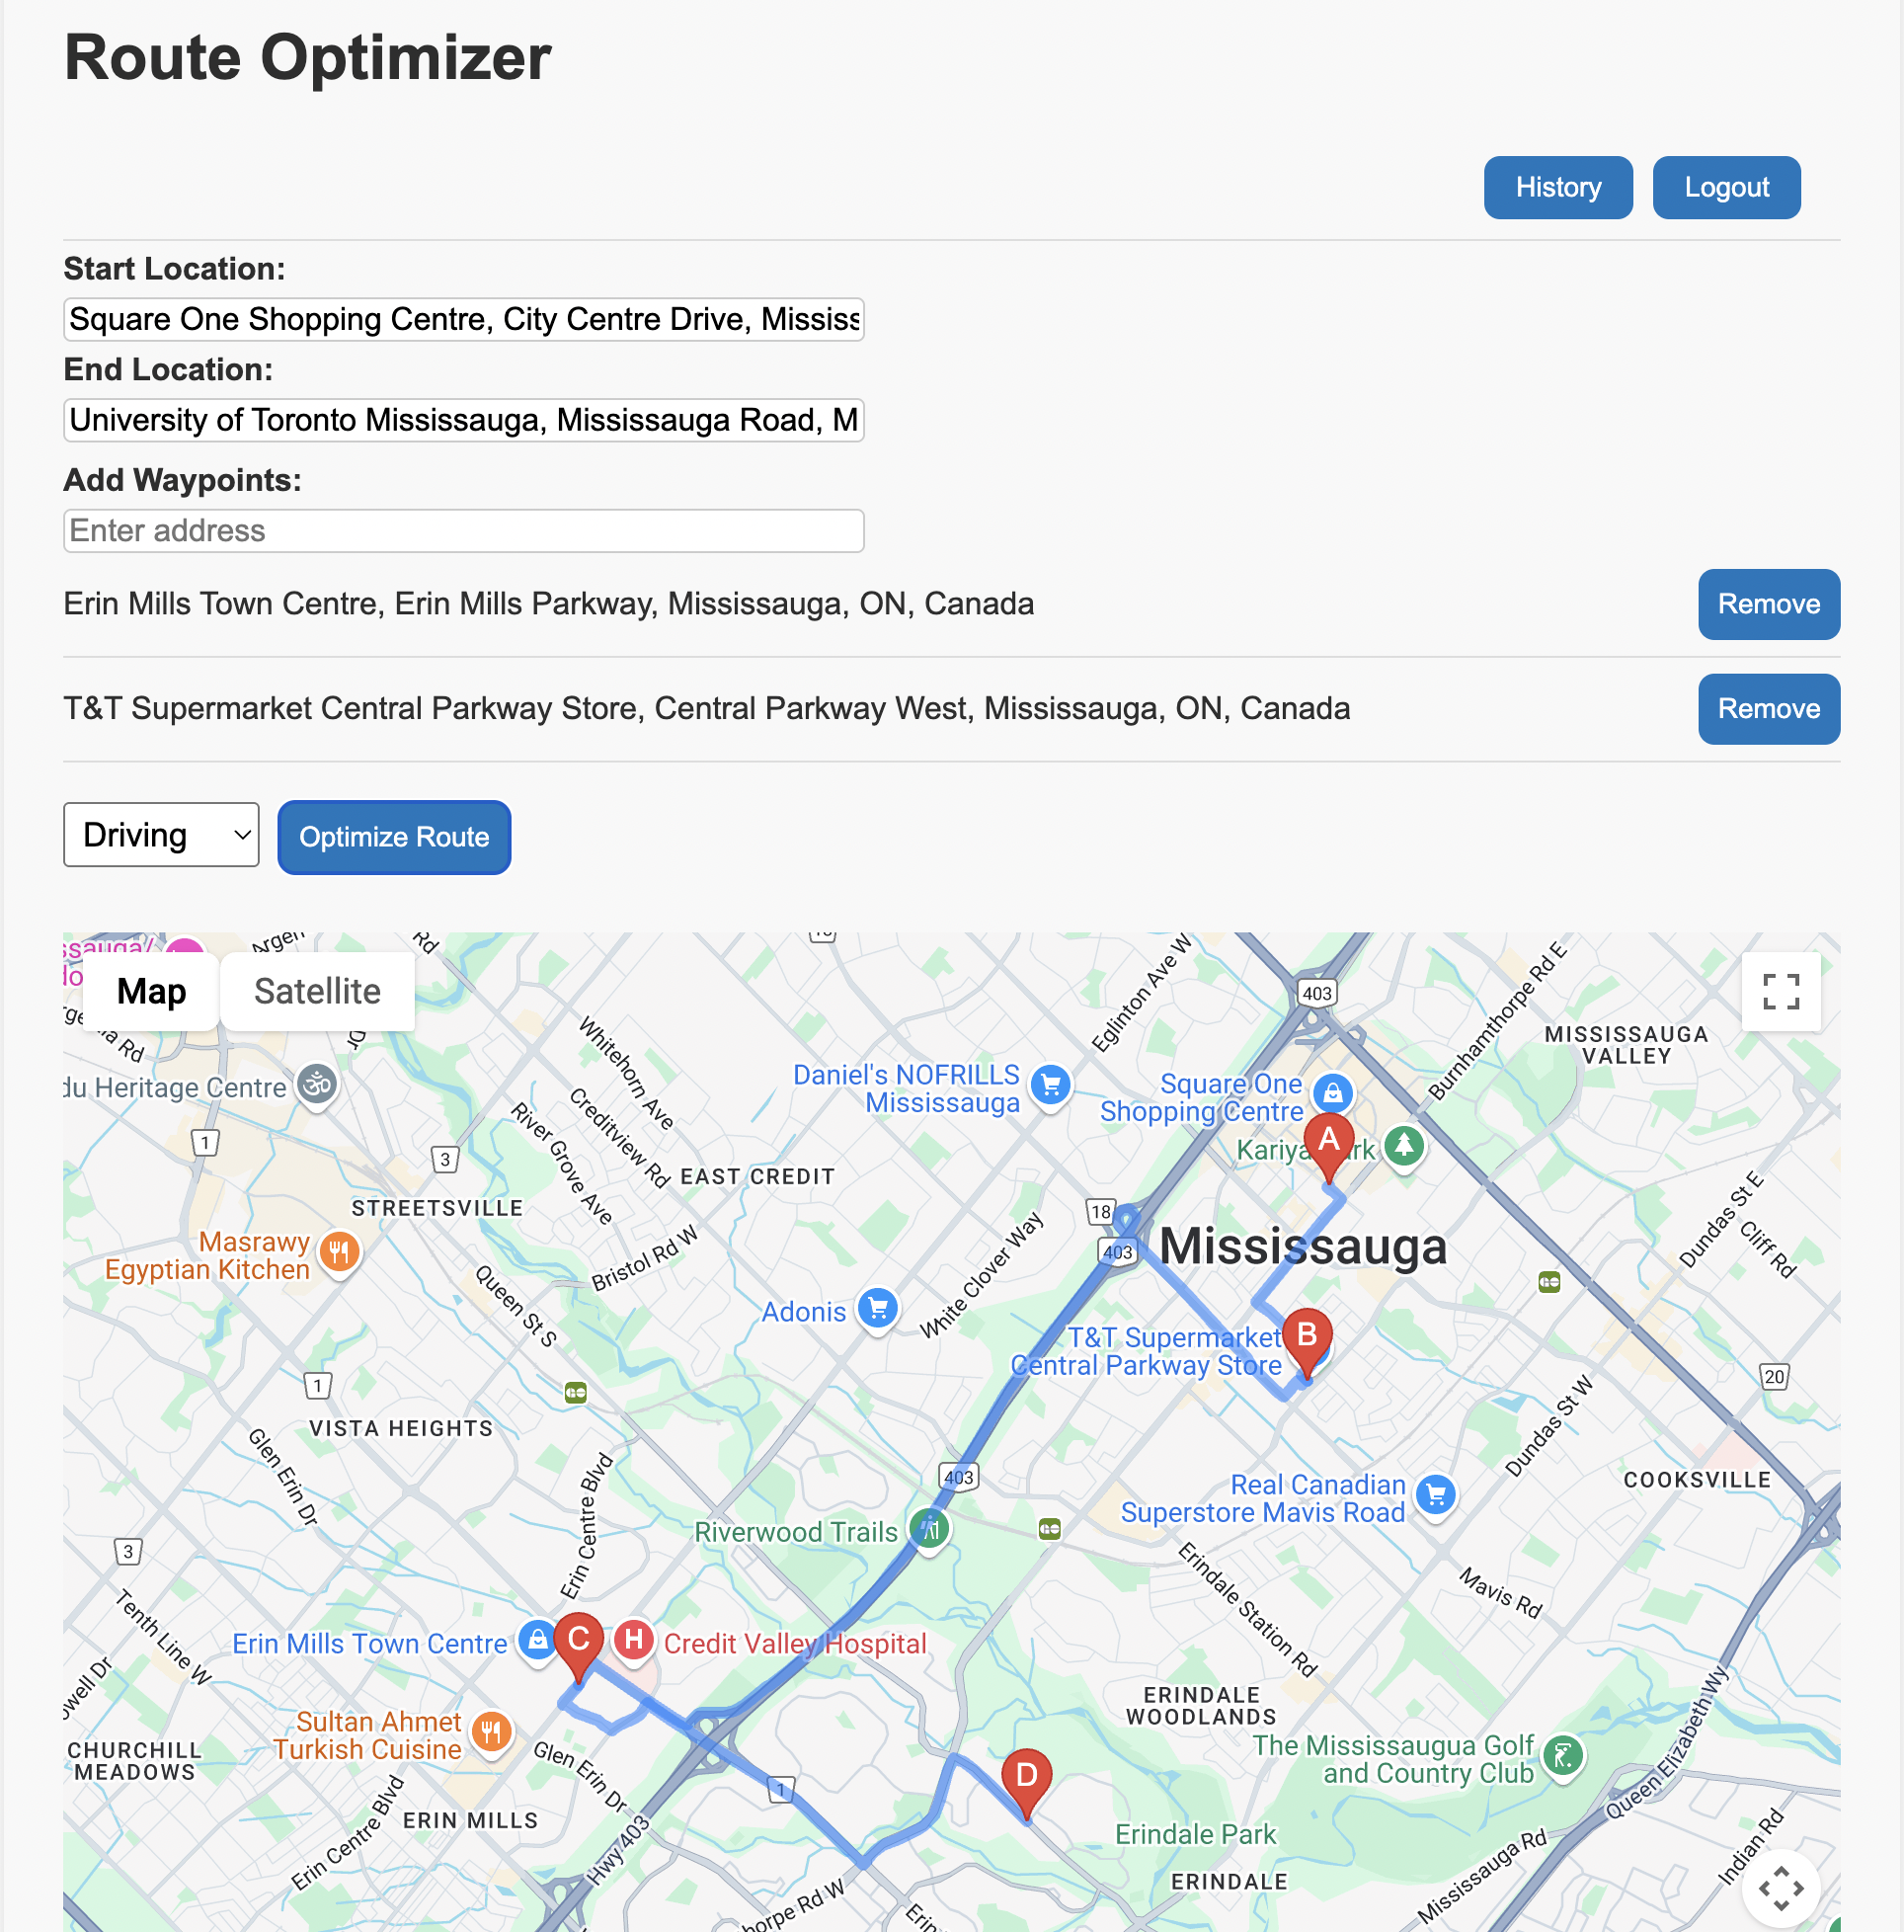 Route Optimizer
History
Logout
Start Location:
Square One Shopping Centre, City Centre Drive, Missis
End Location:
University of Toronto Mississauga, Mississauga Road, M
Add Waypoints:
Enter address
Erin Mills Town Centre, Erin Mills Parkway, Mississauga, ON, Canada
Remove
T&T Supermarket Central Parkway Store, Central Parkway West, Mississauga, ON, Canada
Remove
Driving
Optimize Route
Map
Satellite
Rd
403
Eglinton Ave W
Burnhamthorpe Rd E
MISSISSAUGA
VALLEY
Whitehorn Ave
Daniel's NOFRILLS
Mississauga
Square One
Shopping Centre
du Heritage Centre
River Grove Ave
Creditview Rd
A
1
3
EAST CREDIT
STREETSVILLE
18
403
Mississauga
Dundas St E
Cliff Rd
Masrawy
Egyptian Kitchen
Bristol Rd W
White Clover Way
Queen St S
Adonis
T&T Supermarket
Central Parkway Store
B
1
20
VISTA HEIGHTS
Glen Erin Dr
Dundas St W
403
COOKSVILLE
Real Canadian
Superstore Mavis Road
Riverwood Trails
Erin Centre Blvd
3
Erindale Station Rd
Mavis Rd
Tenth Line W
Erin Mills Town Centre
C
H
Credit Valley Hospital
owell Dr
ERINDALE
WOODLANDS
Sultan Ahmet
Turkish Cuisine
Glen Erin Dr
CHURCHILL
MEADOWS
1
D
The Mississaugua Golf
and Country Club
Queen Elizabeth Wy
Erin Centre Blvd
ERIN MILLS
Hwy 403
Erindale Park
ERINDALE
Mississauga Rd
Indian Rd
horpe Rd W
Erin